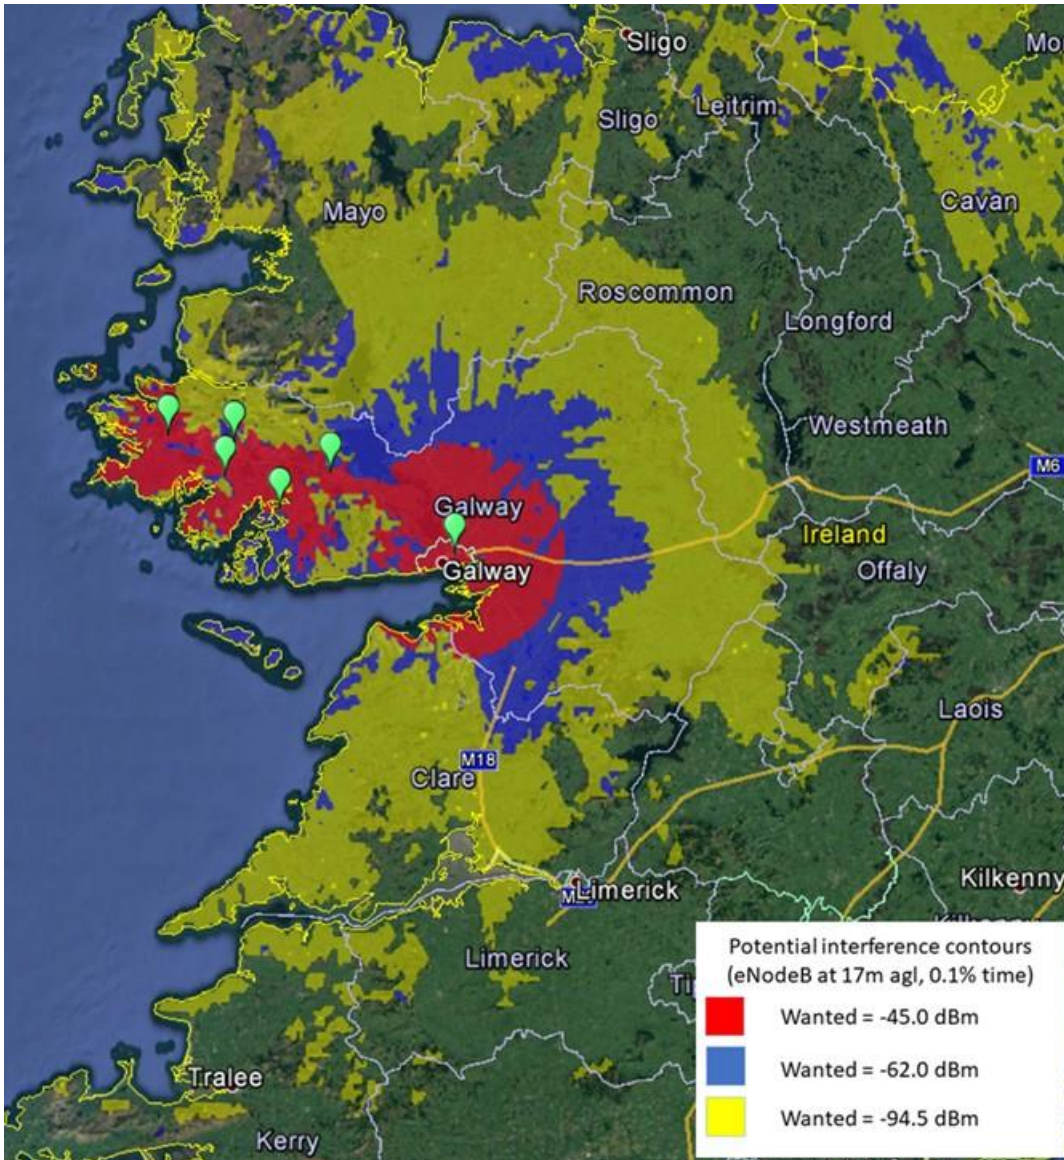 Sligo
Mo
Leitrim
Sligo
Cavan
Mayo
Roscommon
Longford
Westmeath
M6
Galway
Ireland
Galway
Offaly
Laois
M18
Clare
Limerick
Kilkenny
Limerick
Potential interference contours
(eNodeB at 17m agl, 0.1% time)
Wanted = -45.0 dBm
Wanted = -62.0 dBm
Wanted = -94.5 dBm
Tralee
Kerry